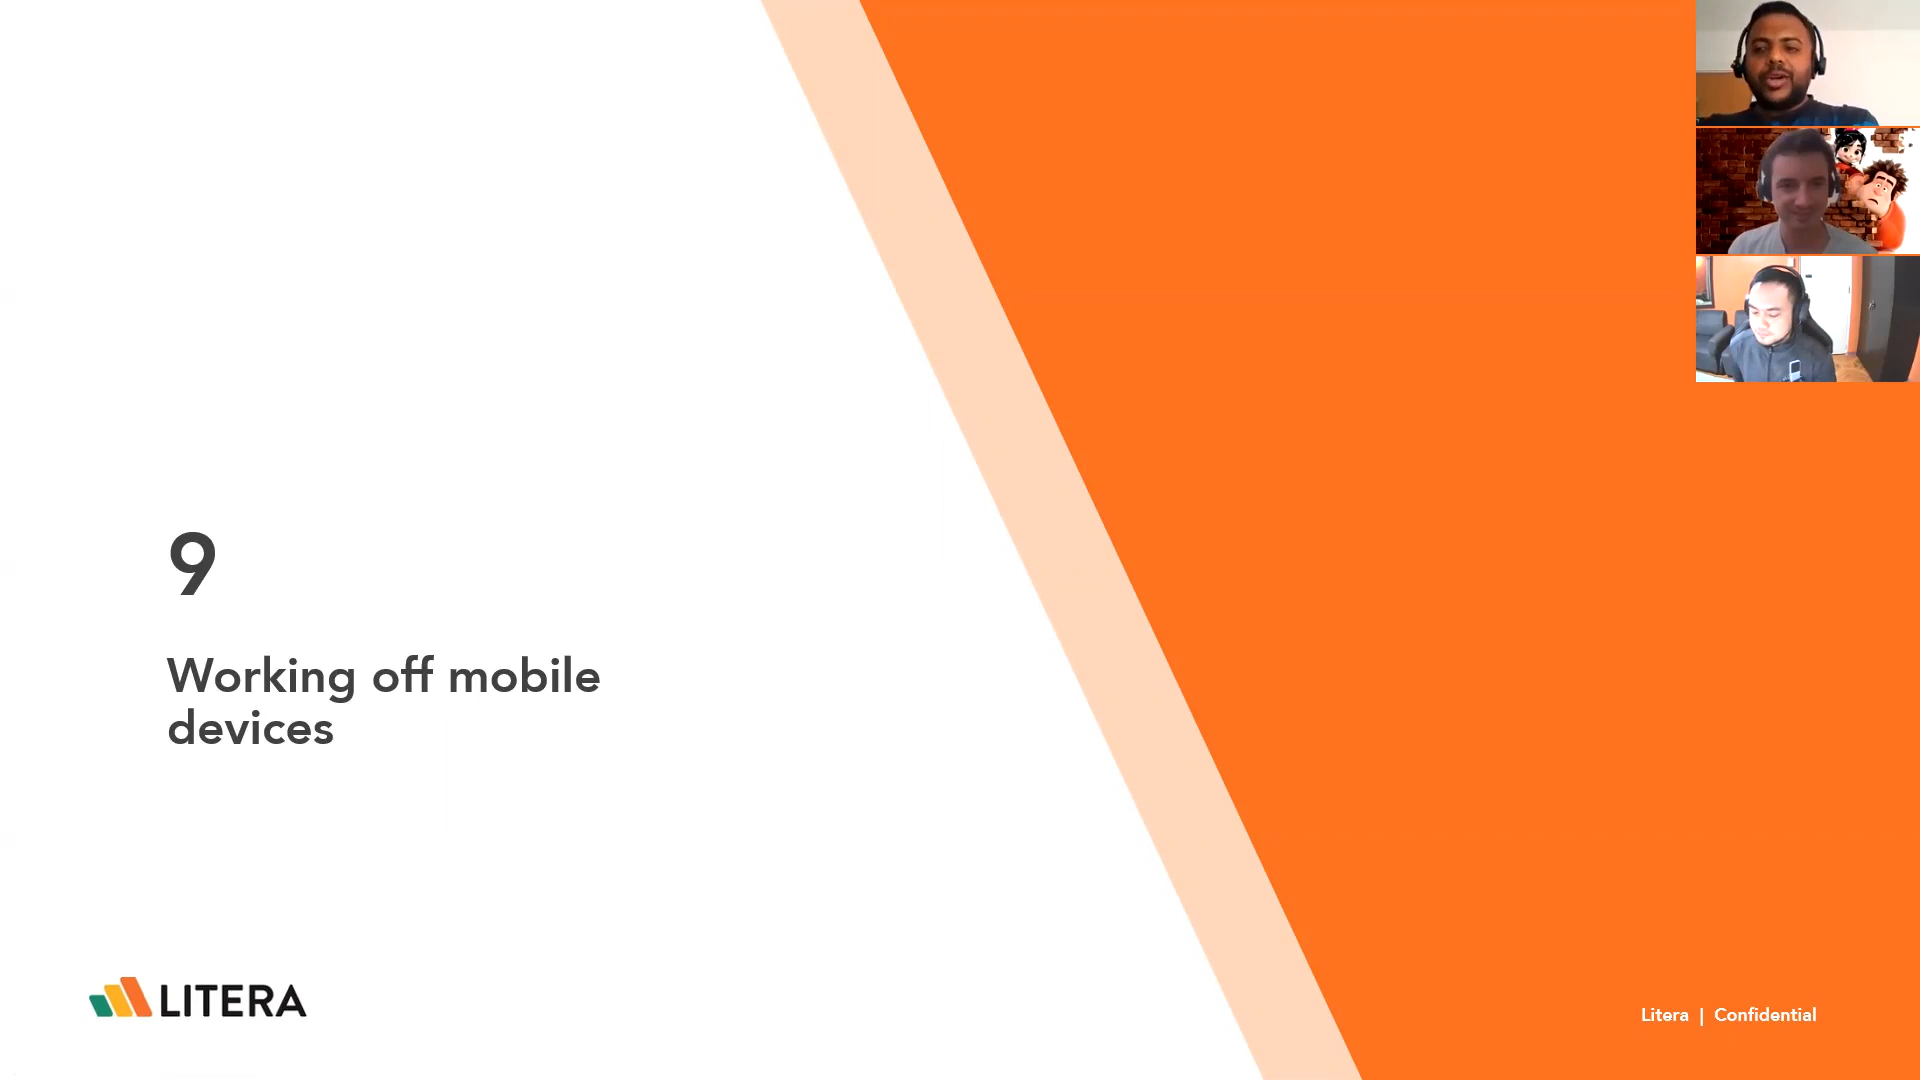 9
Working off mobile
devices
LITERA
Litera | Confidential